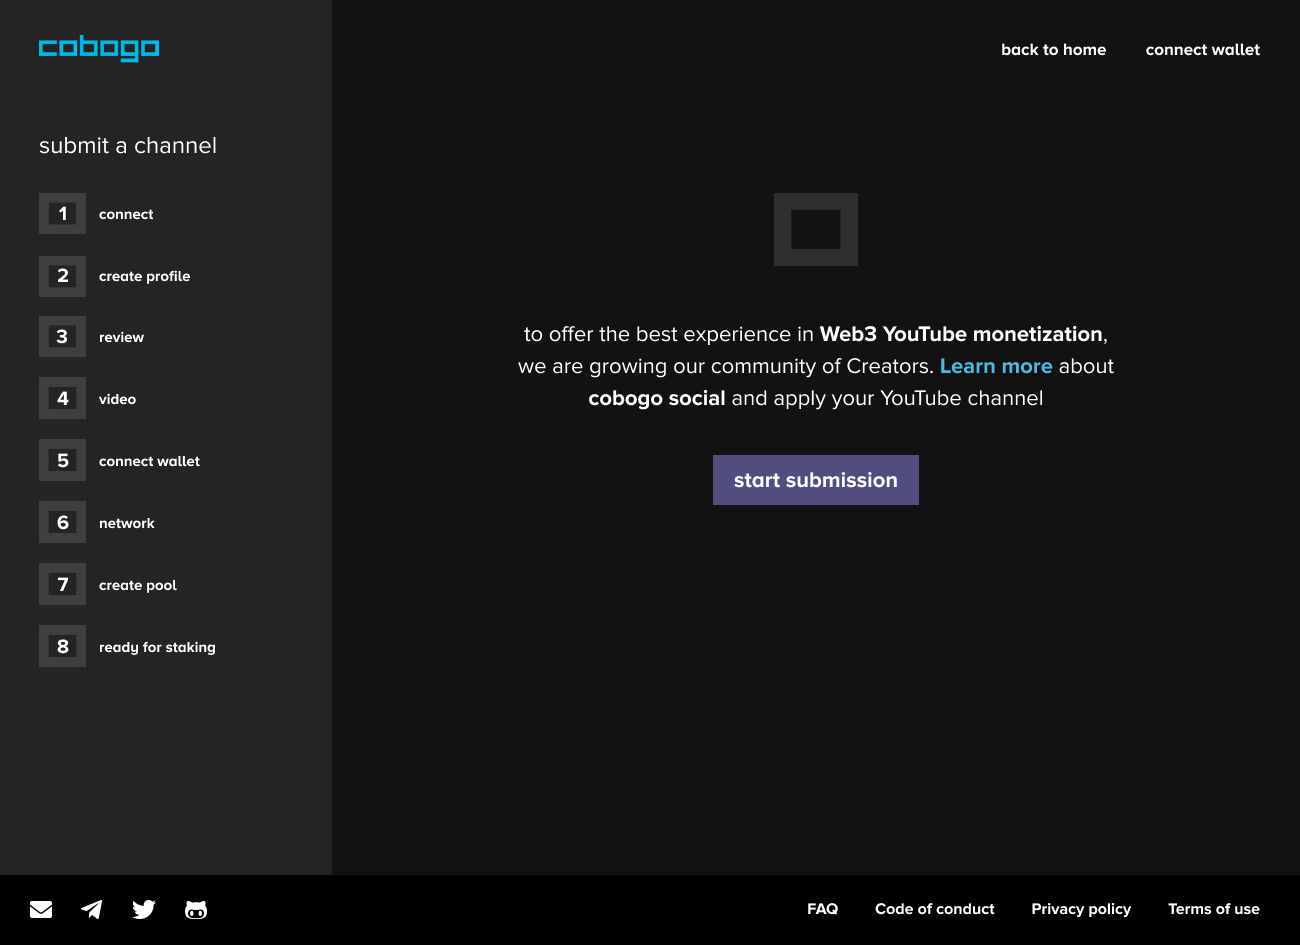 cobogo
back to home
connect wallet
submit a channel
1 connect
2 create profile
3 review
4 video
5 connect wallet
6 network
7 create pool
8 ready for staking
to offer the best experience in Web3 YouTube monetization,
we are growing our community of Creators. Learn more about
cobogo social and apply your YouTube channel
start submission
FAQ
Code of conduct
Privacy policy
Terms of use